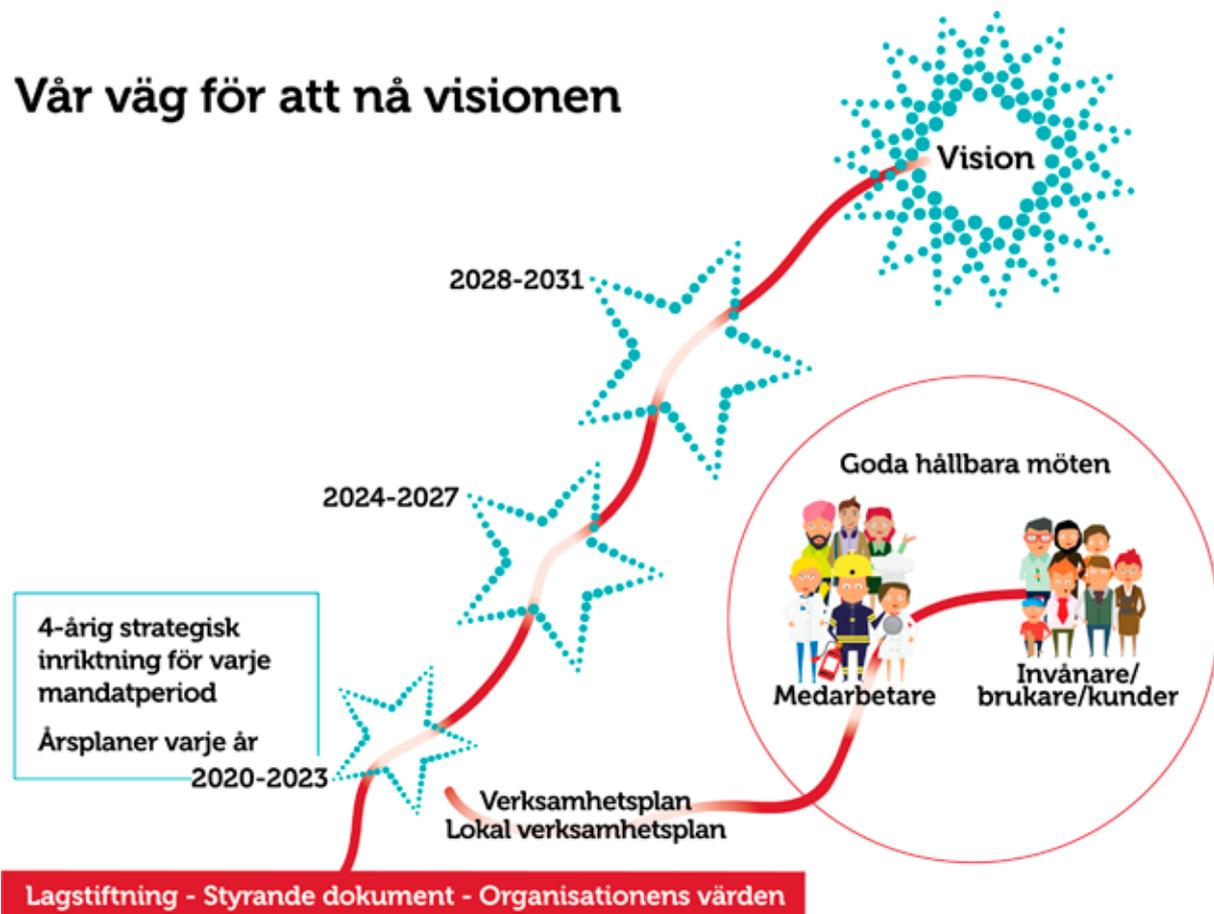 Vår väg för att nå visionen
Vision
2028-2031
2024-2027
Goda hållbara möten
Medarbetare
Invånare/
brukare/kunder
4-årig strategisk
inriktning för varje
mandatperiod
Årsplaner varje år
2020-2023
Verksamhetsplan
Lokal verksamhetsplan
Lagstiftning - Styrande dokument - Organisationens värden